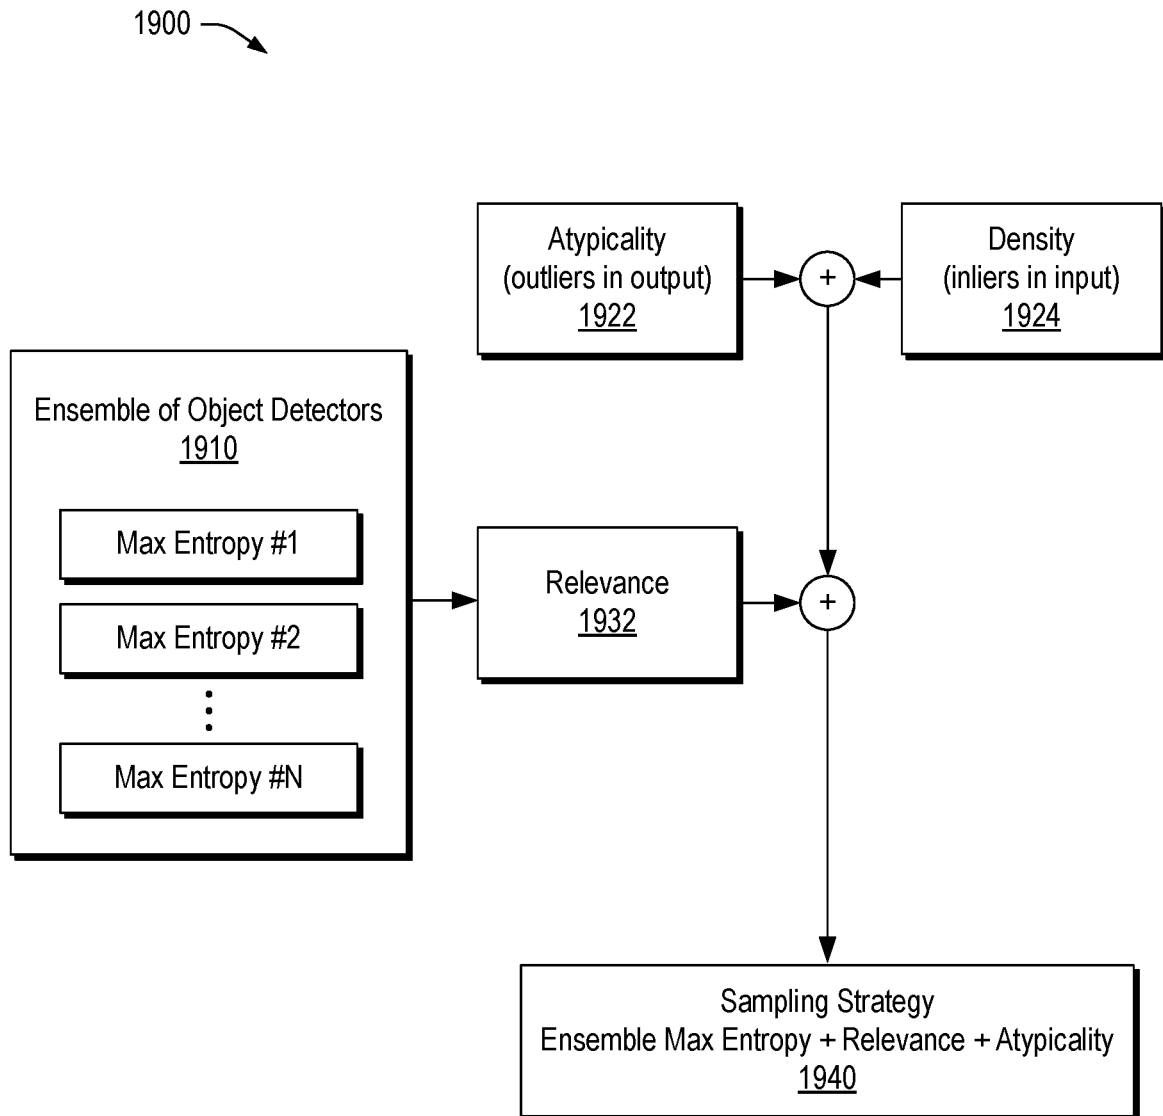 1900
Atypicality
(outliers in output)
1922
+
Density
(inliers in input)
1924
Ensemble of Object Detectors
1910
Max Entropy #1
Max Entropy #2
Max Entropy #N
Relevance
1932
+
Sampling Strategy
Ensemble Max Entropy + Relevance + Atypicality
1940